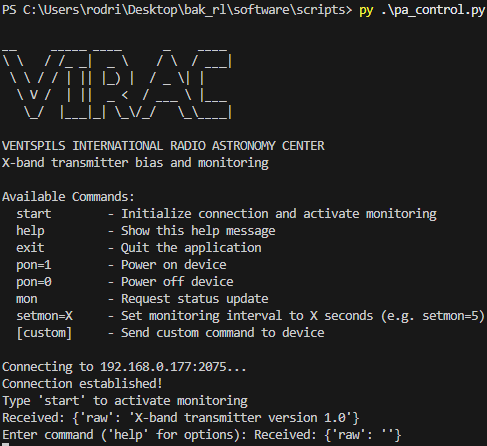 PS C:\Users\rodri\Desktop\bak_rl\software\scripts> py .\pa_control.py
VIRAC
VENTSPILS INTERNATIONAL RADIO ASTRONOMY CENTER
X-band transmitter bias and monitoring
Available Commands:
start - Initialize connection and activate monitoring
help - Show this help message
exit - Quit the application
pon=1 - Power on device
pon=0 - Power off device
mon - Request status update
setmon=X - Set monitoring interval to X seconds (e.g. setmon=5)
[custom] - Send custom command to device
Connecting to 192.168.0.177:2075...
Connection established!
Type 'start' to activate monitoring
Received: {'raw': 'X-band transmitter version 1.0'}
Enter command ('help' for options): Received: {'raw': ''}